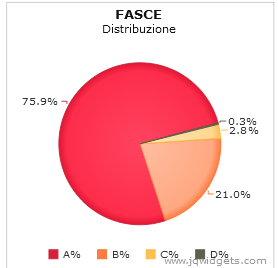 FASCE
Distribuzione
75.9%
0.3%
2.8%
21.0%
A% B% C% D%
www.jqwidgets.com